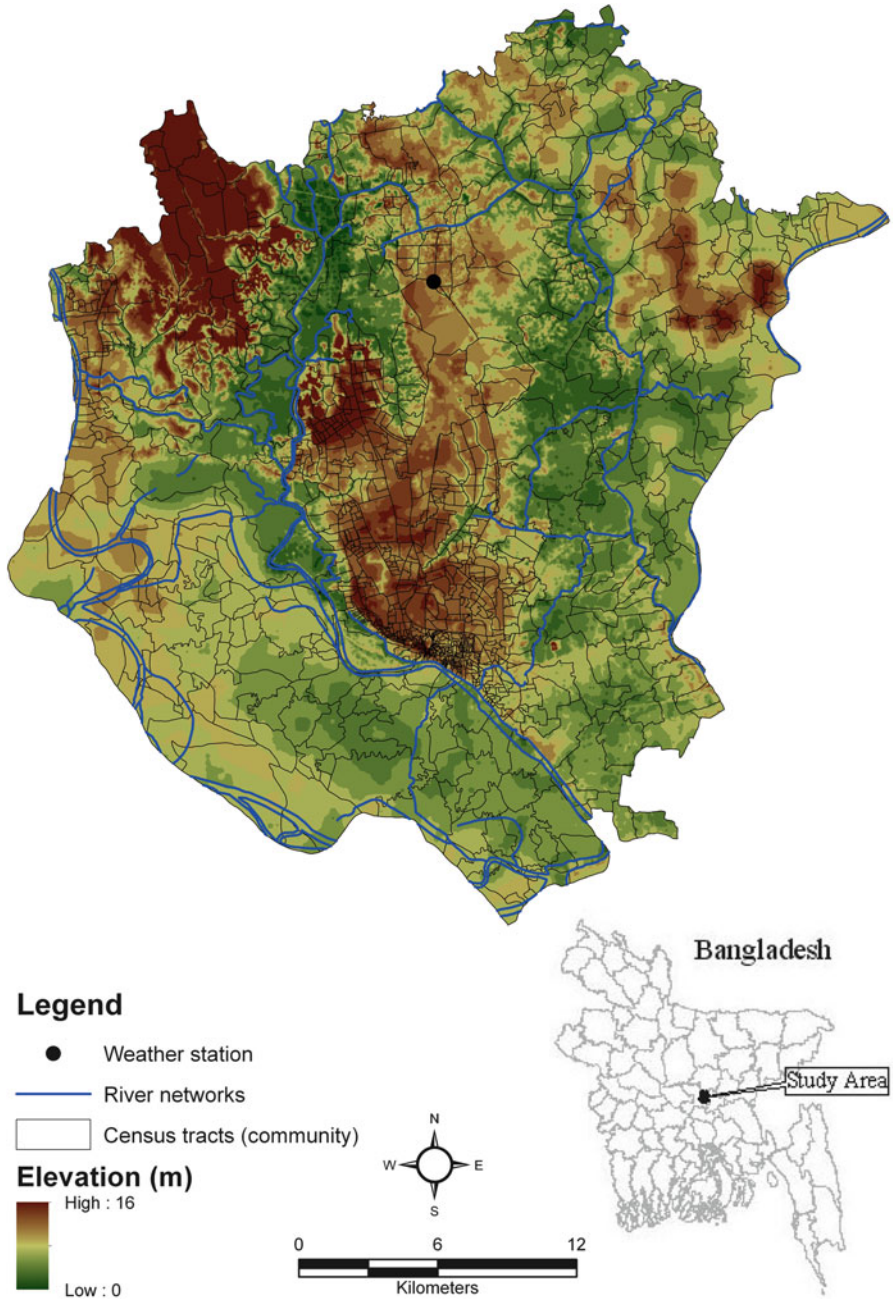 Bangladesh
Study Area
Legend
Weather station
River networks
Census tracts (community)
Elevation (m)
High : 16
Low : 0
N
W
E
S
0
6
12
Kilometers